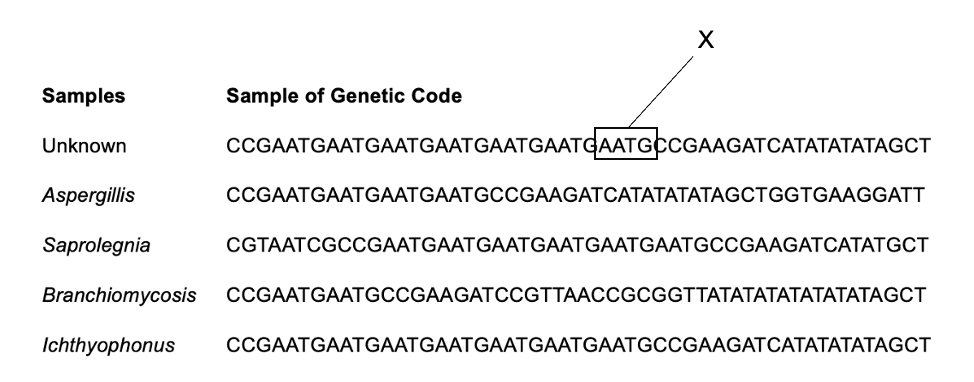 X
Samples Sample of Genetic Code
Unknown CCGAATGAATGAATGAATGAATGAATGAATGCCGAAGATCATATATATAGCT
Aspergillis CCGAATGAATGAATGAATGCCGAAGATCATATATATAGCTGGTGAAGGATT
Saprolegnia CGTAATCGCCGAATGAATGAATGAATGAATGAATGCCGAAGATCATATGCT
Branchiomycosis CCGAATGAATGCCGAAGATCCGTTAACCGCGGTTATATATATATATATAGCT
Ichthyophonus CCGAATGAATGAATGAATGAATGAATGAATGCCGAAGATCATATATATAGCT